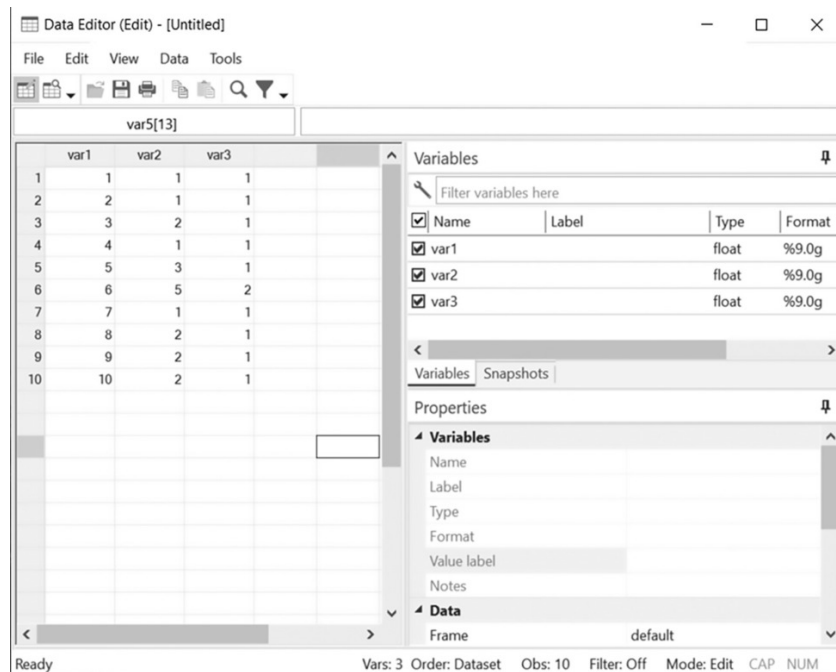 Data Editor (Edit) - [Untitled]
File Edit View Data Tools
var5[13]
var1 var2 var3
1 1 1 1
2 2 1 1
3 3 2 1
4 4 1 1
5 5 3 1
6 6 5 2
7 7 1 1
8 8 2 1
9 9 2 1
10 10 2 1
Variables
Filter variables here
Name Label Type Format
var1 float %9.0g
var2 float %9.0g
var3 float %9.0g
Variables Snapshots
Properties
Variables
Name
Label
Type
Format
Value label
Notes
Data
Frame default
Ready Vars: 3 Order: Dataset Obs: 10 Filter: Off Mode: Edit CAP NUM